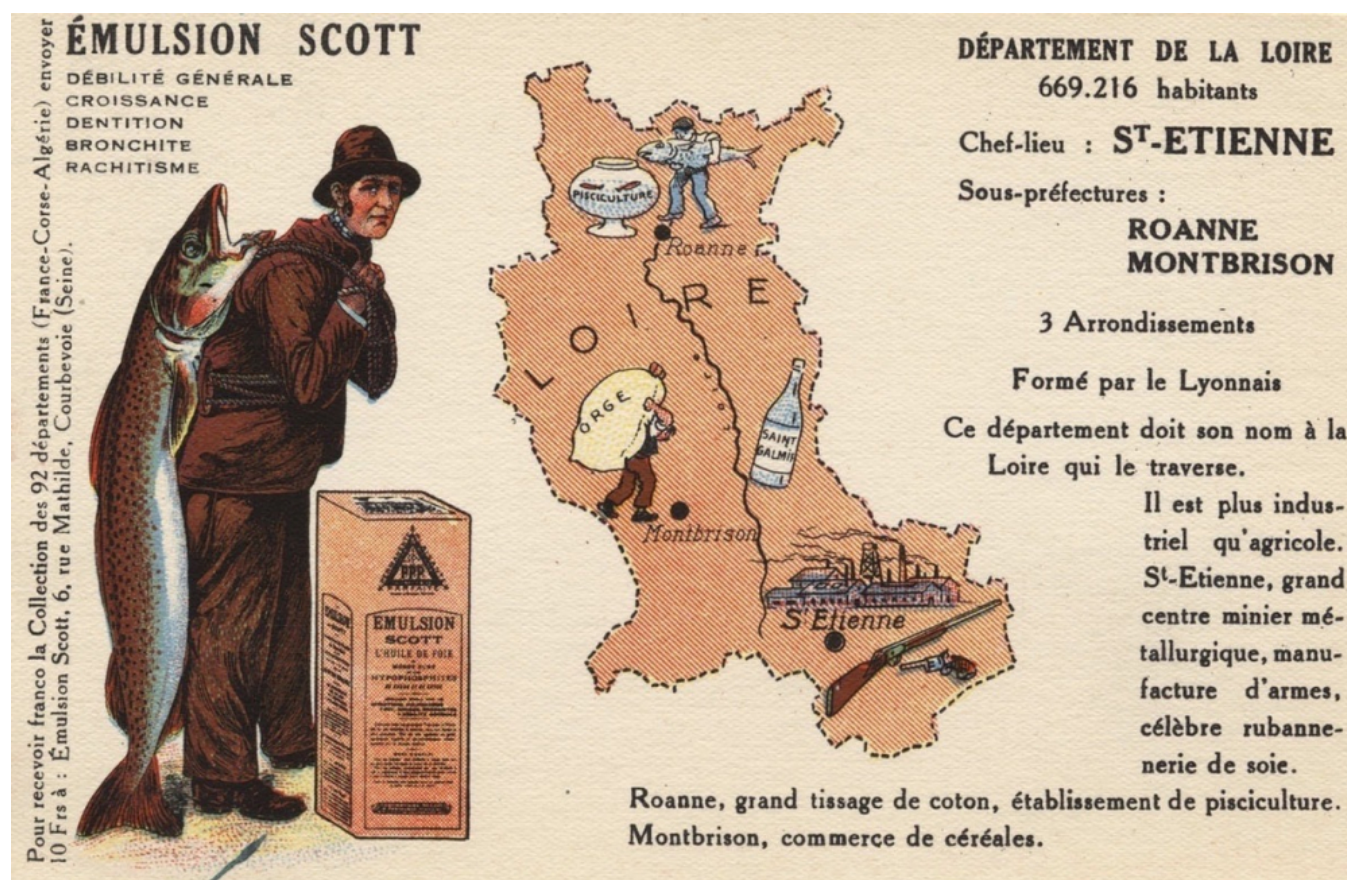 ÉMULSION SCOTT
DÉBILITÉ GÉNÉRALE
CROISSANCE
DENTITION
BRONCHITE
RACHITISME
Pour recevoir franco la Collection des 92 départements (France-Corse-Algérie) envoyer
10 Frs à : Émulsion Scott, 6, rue Mathilde, Courbevoie (Seine).
PPP
EMULSION
SCOTT
L'HUILE DE FOIE
HYPOPHOSPHITES
PISCICULTURE
Roanne
LOIRE
ORGE
SAINT
GALMIER
Montbrison
St Etienne
DÉPARTEMENT DE LA LOIRE
669.216 habitants
Chef-lieu : ST-ETIENNE
Sous-préfectures :
ROANNE
MONTBRISON
3 Arrondissements
Formé par le Lyonnais
Ce département doit son nom à la
Loire qui le traverse.
Il est plus indus-
triel qu'agricole.
St-Etienne, grand
centre minier mé-
tallurgique, manu-
facture d'armes,
célèbre rubanne-
nerie de soie.
Roanne, grand tissage de coton, établissement de pisciculture.
Montbrison, commerce de céréales.